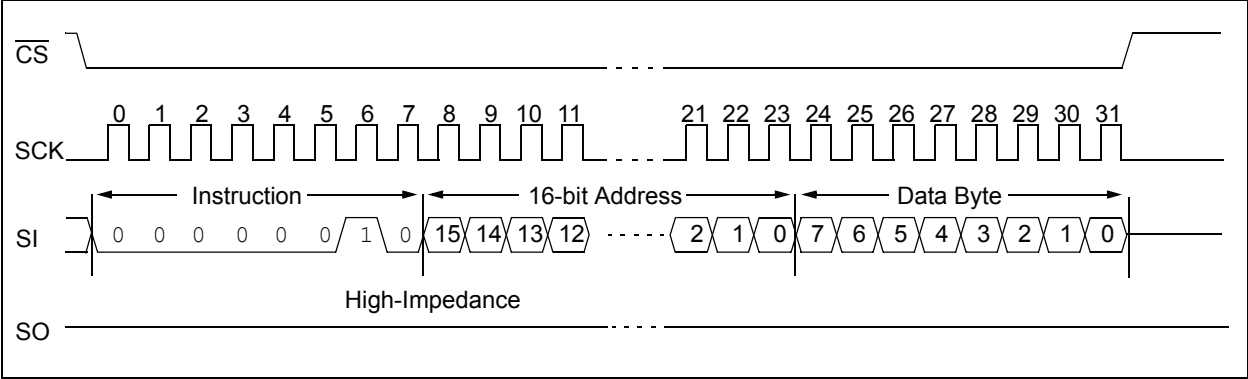 CS
0 1 2 3 4 5 6 7 8 9 10 11 21 22 23 24 25 26 27 28 29 30 31
SCK
Instruction 16-bit Address Data Byte
SI 0 0 0 0 0 0 1 0 15 14 13 12 2 1 0 7 6 5 4 3 2 1 0
High-Impedance
SO